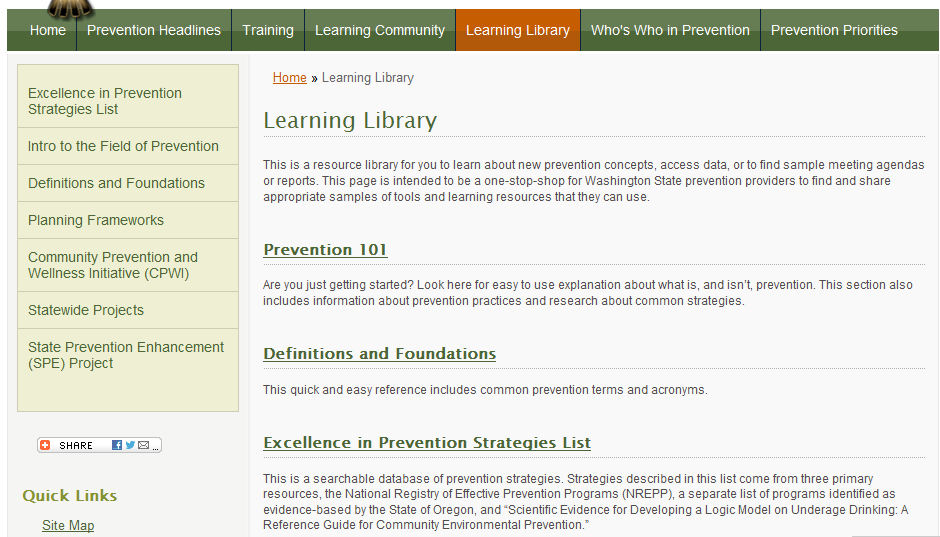 Home Prevention Headlines Training Learning Community Learning Library Who's Who in Prevention Prevention Priorities
Excellence in Prevention
Strategies List
Intro to the Field of Prevention
Definitions and Foundations
Planning Frameworks
Community Prevention and
Wellness Initiative (CPWI)
Statewide Projects
State Prevention Enhancement
(SPE) Project
SHARE ...
Quick Links
Site Map
Home » Learning Library
Learning Library
This is a resource library for you to learn about new prevention concepts, access data, or to find sample meeting agendas
or reports. This page is intended to be a one-stop-shop for Washington State prevention providers to find and share
appropriate samples of tools and learning resources that they can use.
Prevention 101
Are you just getting started? Look here for easy to use explanation about what is, and isn't, prevention. This section also
includes information about prevention practices and research about common strategies.
Definitions and Foundations
This quick and easy reference includes common prevention terms and acronyms.
Excellence in Prevention Strategies List
This is a searchable database of prevention strategies. Strategies described in this list come from three primary
resources, the National Registry of Effective Prevention Programs (NREPP), a separate list of programs identified as
evidence-based by the State of Oregon, and “Scientific Evidence for Developing a Logic Model on Underage Drinking: A
Reference Guide for Community Environmental Prevention.”